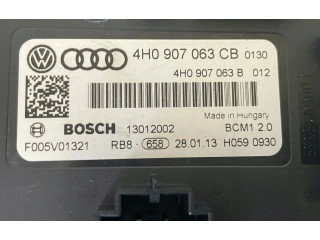 4H0 907 063 CB 0130
4H0 907 063 B 012
Made in Hungary
BOSCH 13012002 BCM1 2.0
F005V01321 RB8- 658 28.01.13 H059 0930